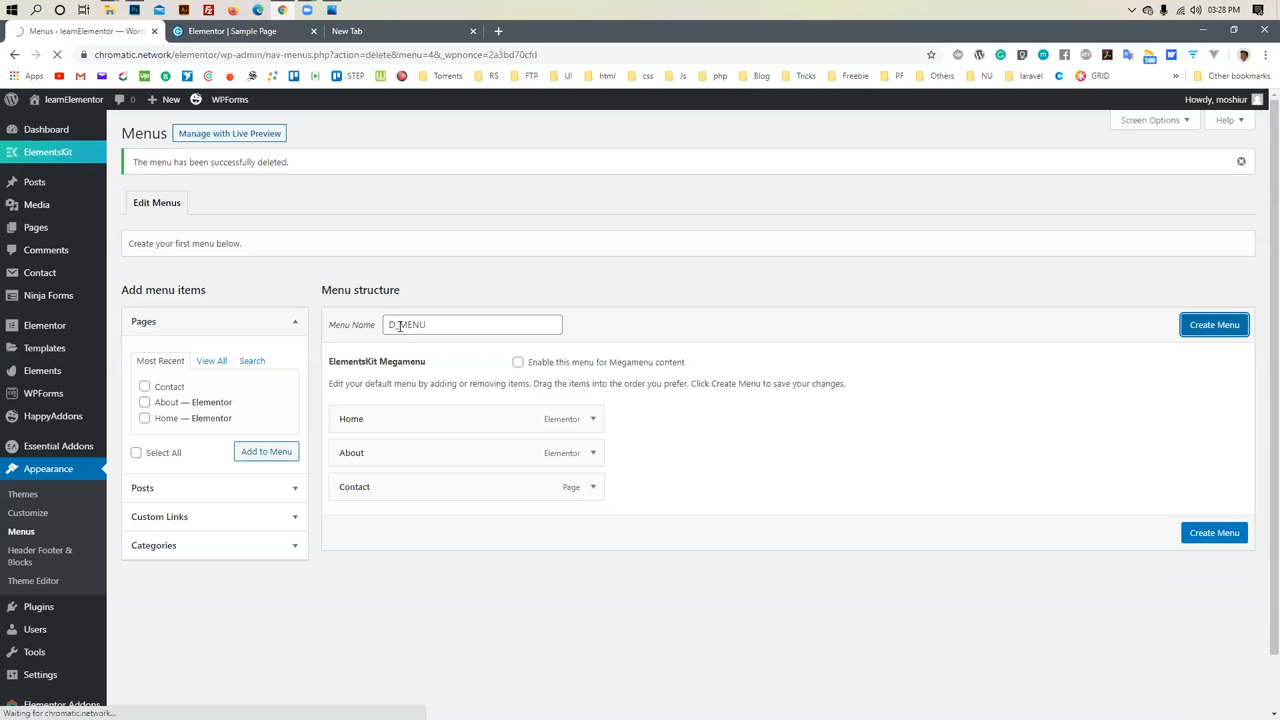 03:28 PM
Menus ‹ learnElementor — Wor
Elementor | Sample Page
New Tab
chromatic.network/elementor/wp-admin/nav-menus.php?action=delete&menu=4&_wpnonce=2a3bd70cfd
Apps
STEP
Torrents
RS
FTP
UI
html
css
Js
php
Blog
Tricks
Freebie
PF
Others
NU
laravel
GRID
Other bookmarks
learnElementor
0
New
WPForms
Howdy, moshiur
Dashboard
ElementsKit
Posts
Media
Pages
Comments
Contact
Ninja Forms
Elementor
Templates
Elements
WPForms
HappyAddons
Essential Addons
Appearance
Themes
Customize
Menus
Header Footer &
Blocks
Theme Editor
Plugins
Users
Tools
Settings
Elementor Addons
Menus
Manage with Live Preview
Screen Options
Help
The menu has been successfully deleted.
Edit Menus
Create your first menu below.
Add menu items
Pages
Most Recent
View All
Search
Contact
About — Elementor
Home — Elementor
Select All
Add to Menu
Posts
Custom Links
Categories
Menu structure
Menu Name
D_MENU
Create Menu
ElementsKit Megamenu
Enable this menu for Megamenu content
Edit your default menu by adding or removing items. Drag the items into the order you prefer. Click Create Menu to save your changes.
Home
Elementor
About
Elementor
Contact
Page
Create Menu
Waiting for chromatic.network...